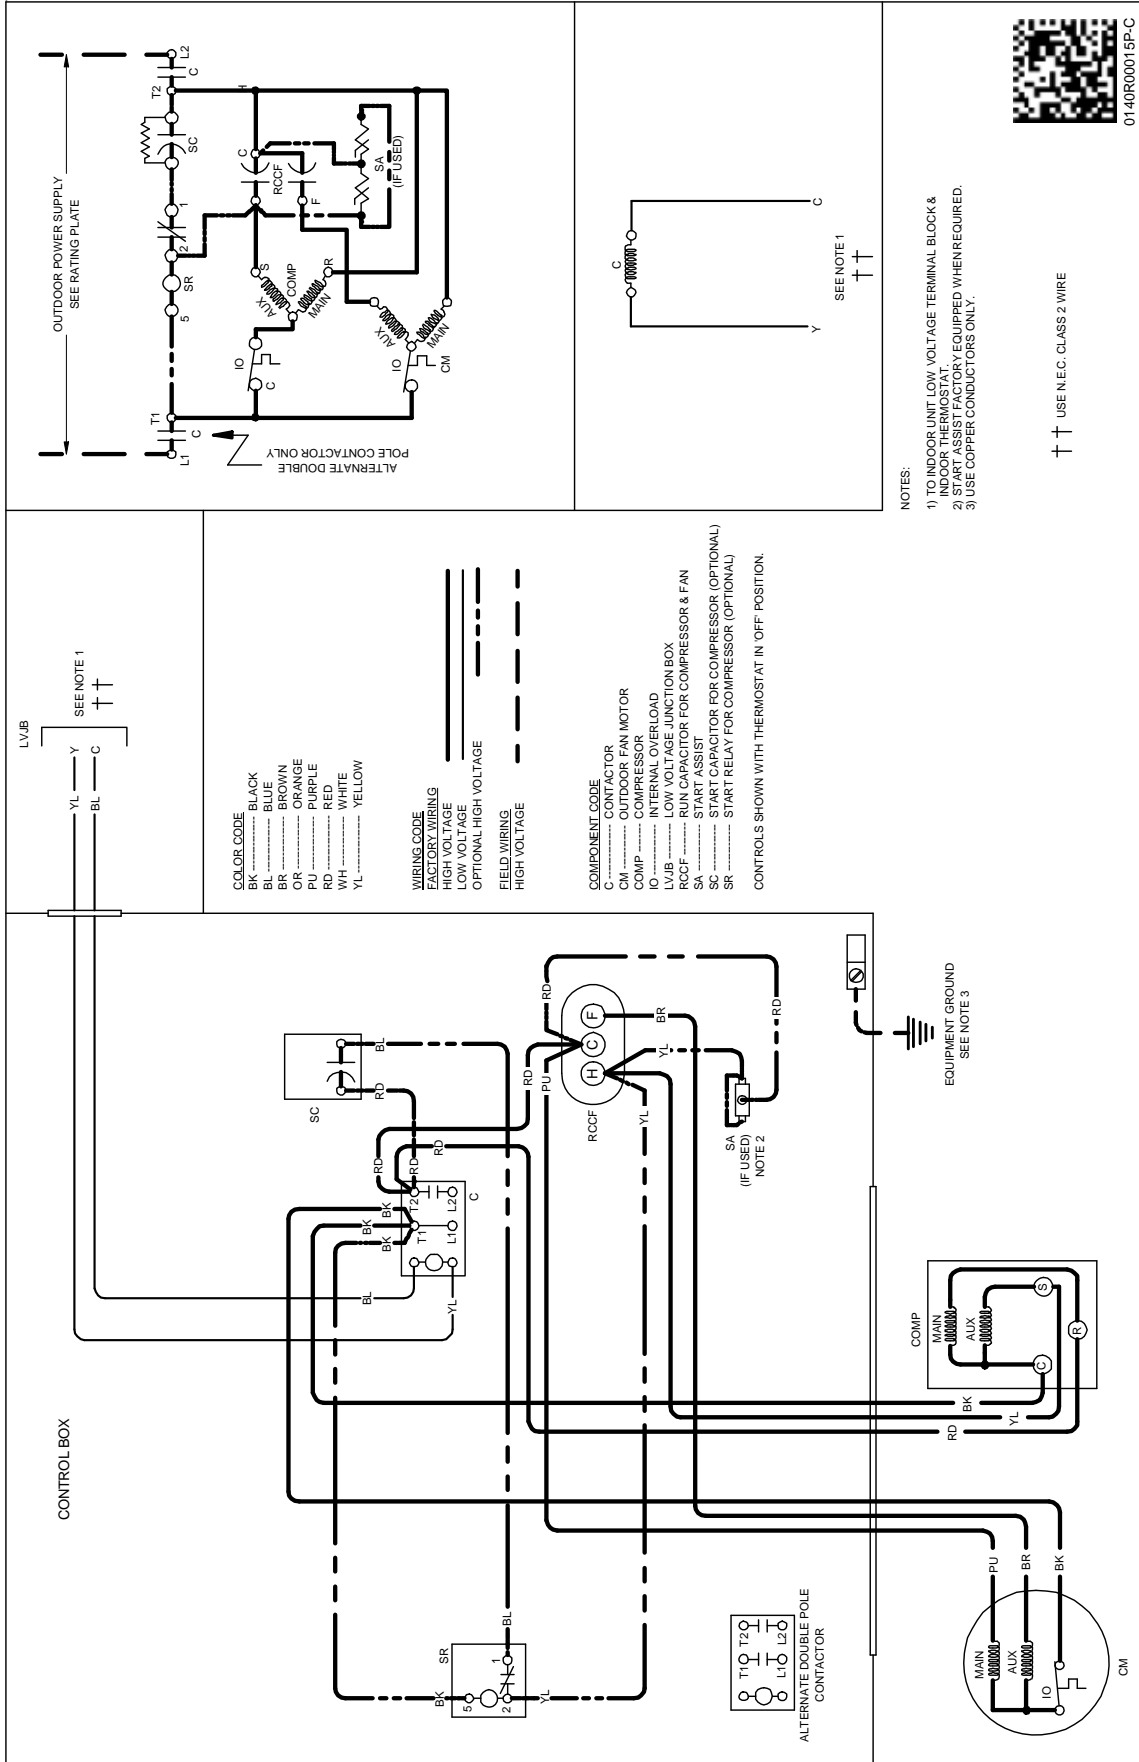 CONTROL BOX
YL
BL
Y
C
LVJB
SEE NOTE 1
††
SC
RD
BL
RD
RD
RD
BK
BK
BK
T2
T1
L2
L1
C
BL
YL
RD
PU
RD
RCCF
H
C
F
YL
YL
BR
RD
SA
(IF USED)
NOTE 2
SR
BK
5
2
1
BL
YL
ALTERNATE DOUBLE POLE
CONTACTOR
T1
T2
L1
L2
EQUIPMENT GROUND
SEE NOTE 3
COMP
MAIN
AUX
C
S
R
BK
YL
RD
PU
BR
BK
MAIN
AUX
IO
CM
COLOR CODE
BK ------------ BLACK
BL ------------ BLUE
BR ------------ BROWN
OR ------------ ORANGE
PU ------------ PURPLE
RD ------------ RED
WH ------------ WHITE
YL ------------ YELLOW
WIRING CODE
FACTORY WIRING
HIGH VOLTAGE
LOW VOLTAGE
OPTIONAL HIGH VOLTAGE
FIELD WIRING
HIGH VOLTAGE
COMPONENT CODE
C ------------ CONTACTOR
CM --------- OUTDOOR FAN MOTOR
COMP ------ COMPRESSOR
IO ------------ INTERNAL OVERLOAD
LVJB -------- LOW VOLTAGE JUNCTION BOX
RCCF ------- RUN CAPACITOR FOR COMPRESSOR & FAN
SA ----------- START ASSIST
SC ----------- START CAPACITOR FOR COMPRESSOR (OPTIONAL)
SR ----------- START RELAY FOR COMPRESSOR (OPTIONAL)
CONTROLS SHOWN WITH THERMOSTAT IN 'OFF' POSITION.
OUTDOOR POWER SUPPLY
SEE RATING PLATE
L1
C
T1
5
SR
2
1
SC
T2
C
L2
ALTERNATE DOUBLE
POLE CONTACTOR ONLY
IO
C
AUX
S
COMP
MAIN
R
RCCF
C
H
F
SA
(IF USED)
IO
AUX
MAIN
CM
C
Y
C
SEE NOTE 1
††
NOTES:
1) TO INDOOR UNIT LOW VOLTAGE TERMINAL BLOCK &
INDOOR THERMOSTAT.
2) START ASSIST FACTORY EQUIPPED WHEN REQUIRED.
3) USE COPPER CONDUCTORS ONLY.
†† USE N.E.C. CLASS 2 WIRE
0140R00015P-C